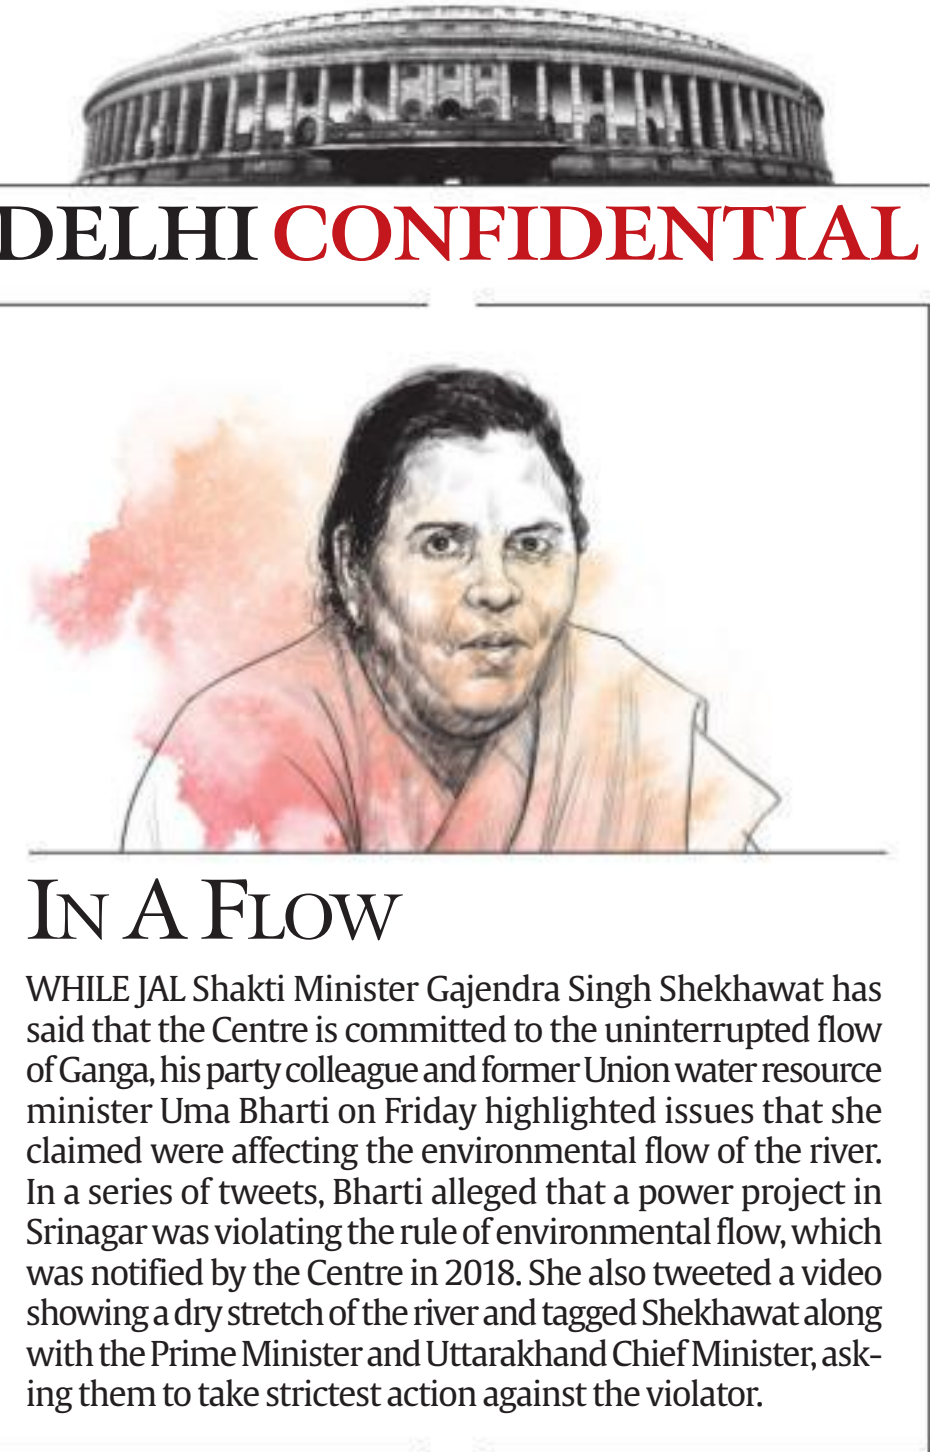 DELHI CONFIDENTIAL
IN A FLOW
WHILE JAL Shakti Minister Gajendra Singh Shekhawat has
said that the Centre is committed to the uninterrupted flow
of Ganga, his party colleague and former Union water resource
minister Uma Bharti on Friday highlighted issues that she
claimed were affecting the environmental flow of the river.
In a series of tweets, Bharti alleged that a power project in
Srinagar was violating the rule of environmental flow, which
was notified by the Centre in 2018. She also tweeted a video
showing a dry stretch of the river and tagged Shekhawat along
with the Prime Minister and Uttarakhand Chief Minister, ask-
ing them to take strictest action against the violator.